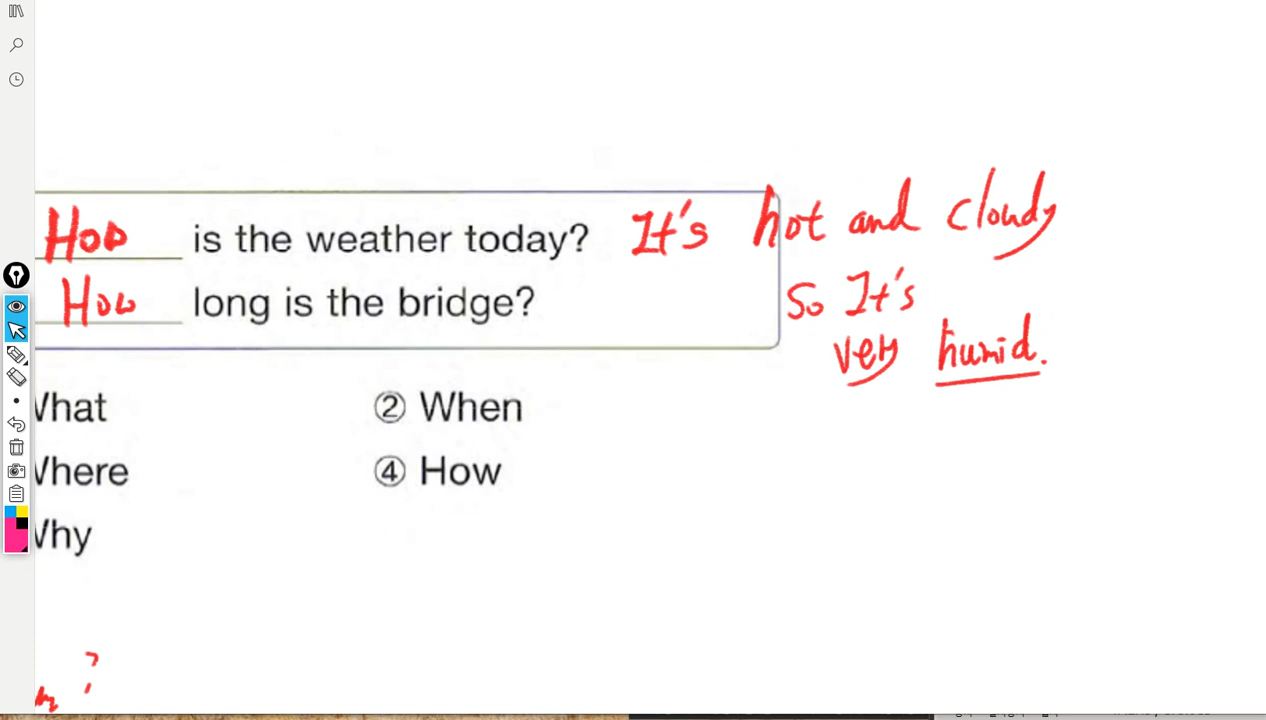 How is the weather today? It's hot and cloudy
How long is the bridge? So It's
very humid.
What ② When
Where ④ How
Why
?